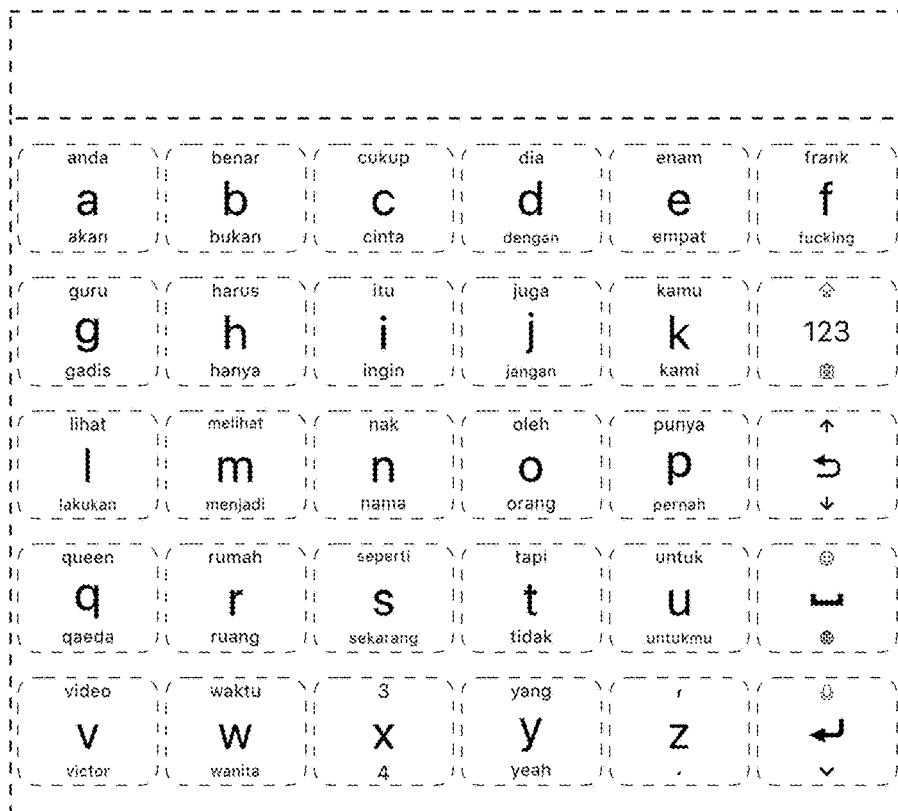 anda benar cukup dia enam frank
a b c d e f
akan bukan cinta dengan empat fucking
guru harus itu juga kamu
g h i j k 123
gadis hanya ingin jangan kami
lihat melihat nak oleh punya ↑
l m n o p
lakukan menjadi nama orang pernah ↓
queen rumah seperti tapi untuk
q r s t u
qaeda ruang sekarang tidak untukmu
video waktu 3 yang
v w x y z
victor wanita 4 yeah